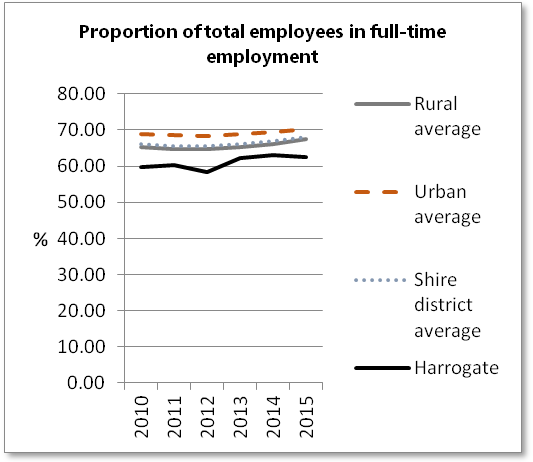 Proportion of total employees in full-time
employment
80.00
70.00
60.00
50.00
% 40.00
30.00
20.00
10.00
0.00
2010
2011
2012
2013
2014
2015
Rural
average
Urban
average
Shire
district
average
Harrogate